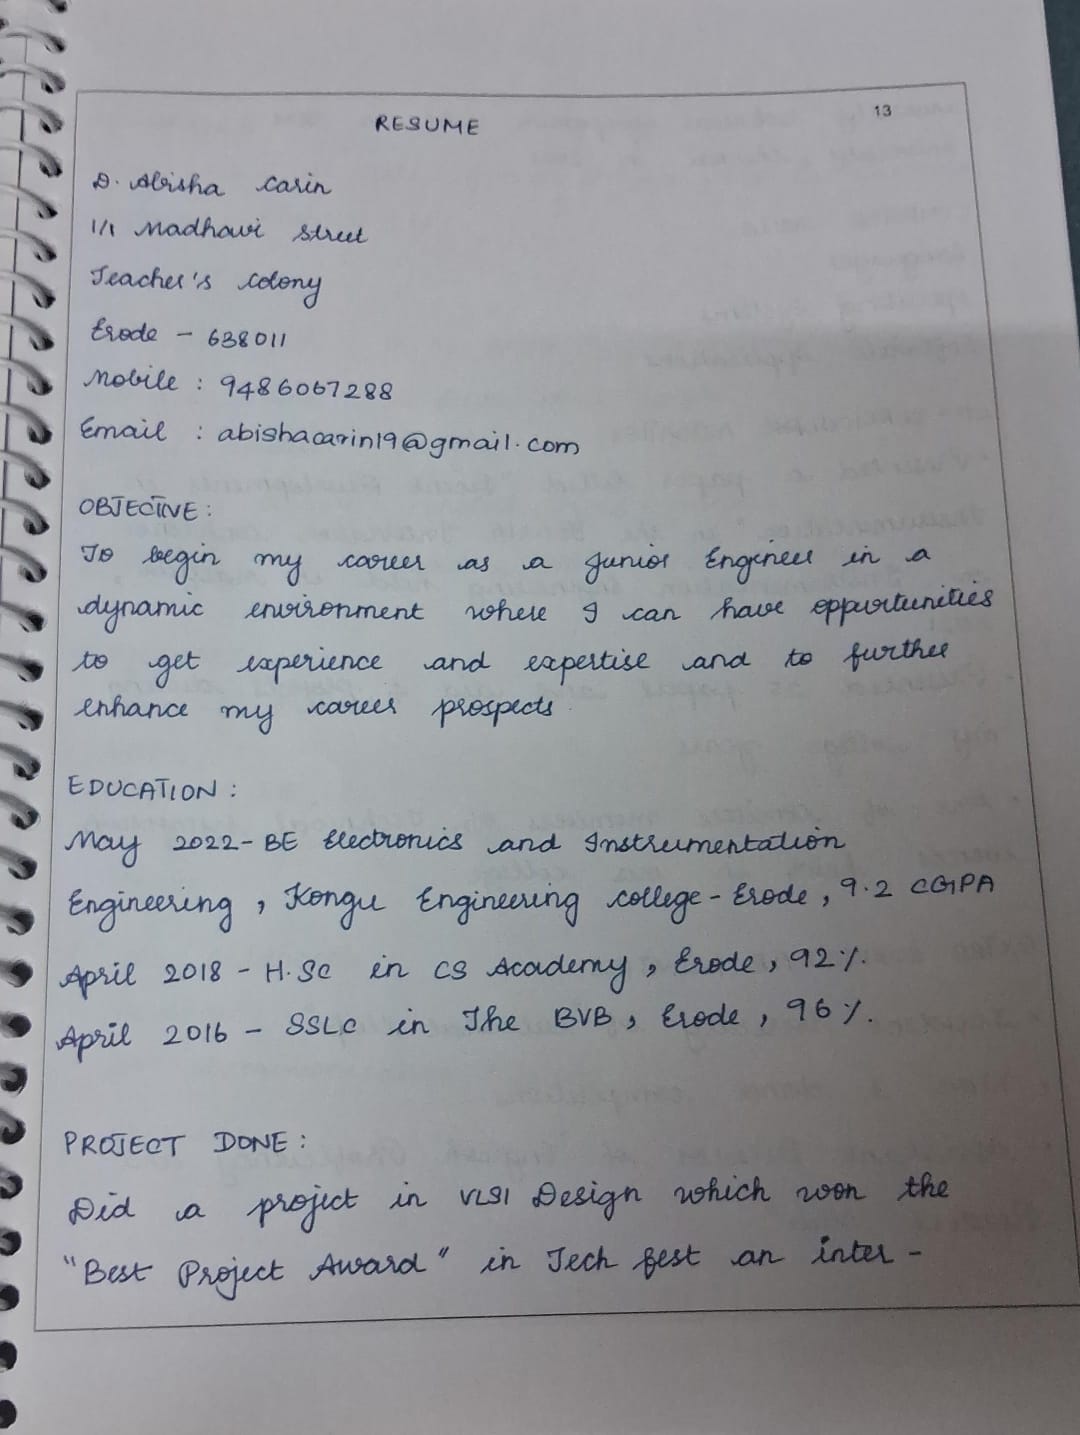 13
RESUME
D. Abisha Carin
1/1 Madhavi Street
Teacher's colony
Erode - 638011
Mobile : 9486067288
Email : abishacarin19@gmail.com
OBJECTIVE :
To begin my career as a Junior Engineer in a
dynamic environment where I can have oppurtunities
to get experience and expertise and to further
enhance my career prospects
EDUCATION :
May 2022- BE Electronics and Instrumentation
Engineering, Kongu Engineering college - Erode, 9.2 CGPA
April 2018 - H.Sc in CS Academy, Erode, 92%.
April 2016 - SSLC in The BVB, Erode, 96%.
PROJECT DONE :
Did a project in VLSI Design which won the
"Best Project Award" in Tech fest an inter -